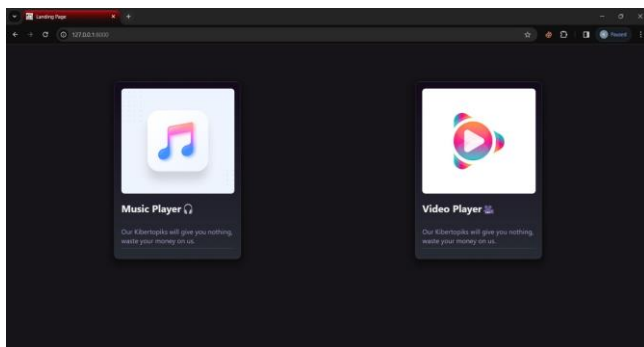 Landing Page
127.0.0.1:8000
Paused
Music Player
Our Kibertopiks will give you nothing,
waste your money on us.
Video Player
Our Kibertopiks will give you nothing,
waste your money on us.